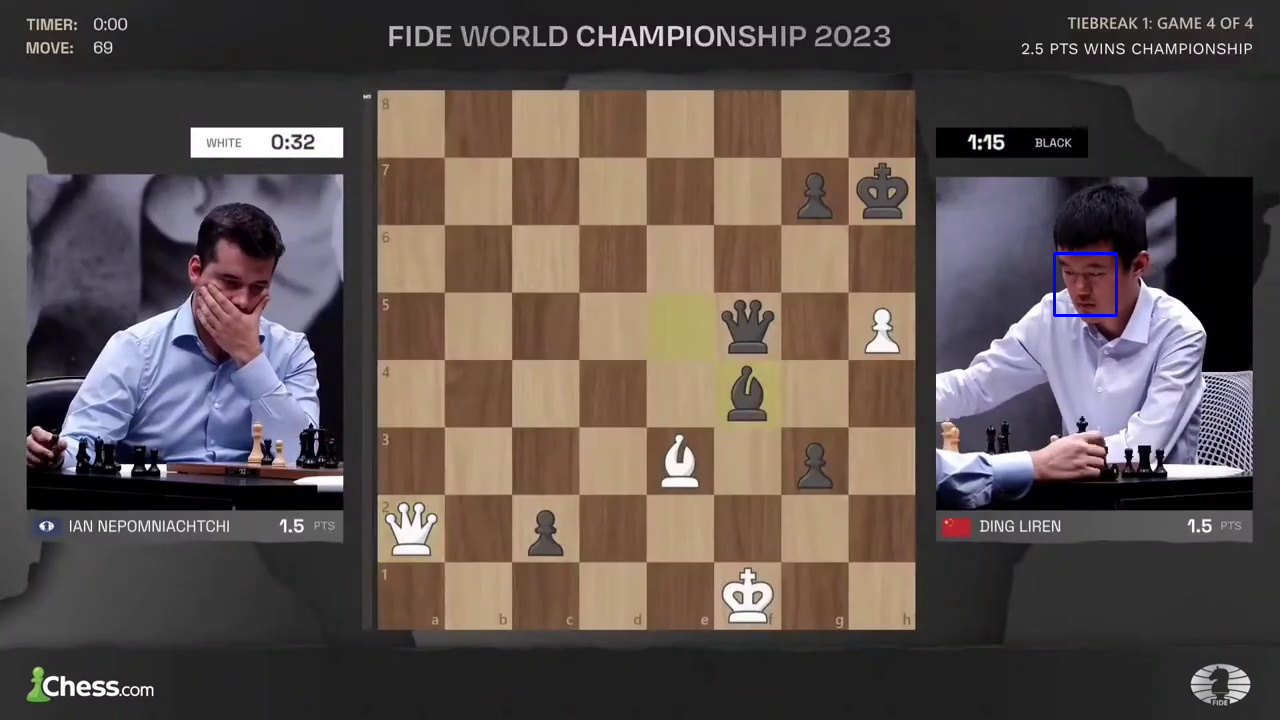 TIMER: 0:00
MOVE: 69
FIDE WORLD CHAMPIONSHIP 2023
TIEBREAK 1: GAME 4 OF 4
2.5 PTS WINS CHAMPIONSHIP
WHITE 0:32
1:15 BLACK
8
7
6
5
4
3
2
1
a b c d e f g h
IAN NEPOMNIACHTCHI 1.5 PTS
DING LIREN 1.5 PTS
Chess.com
FIDE